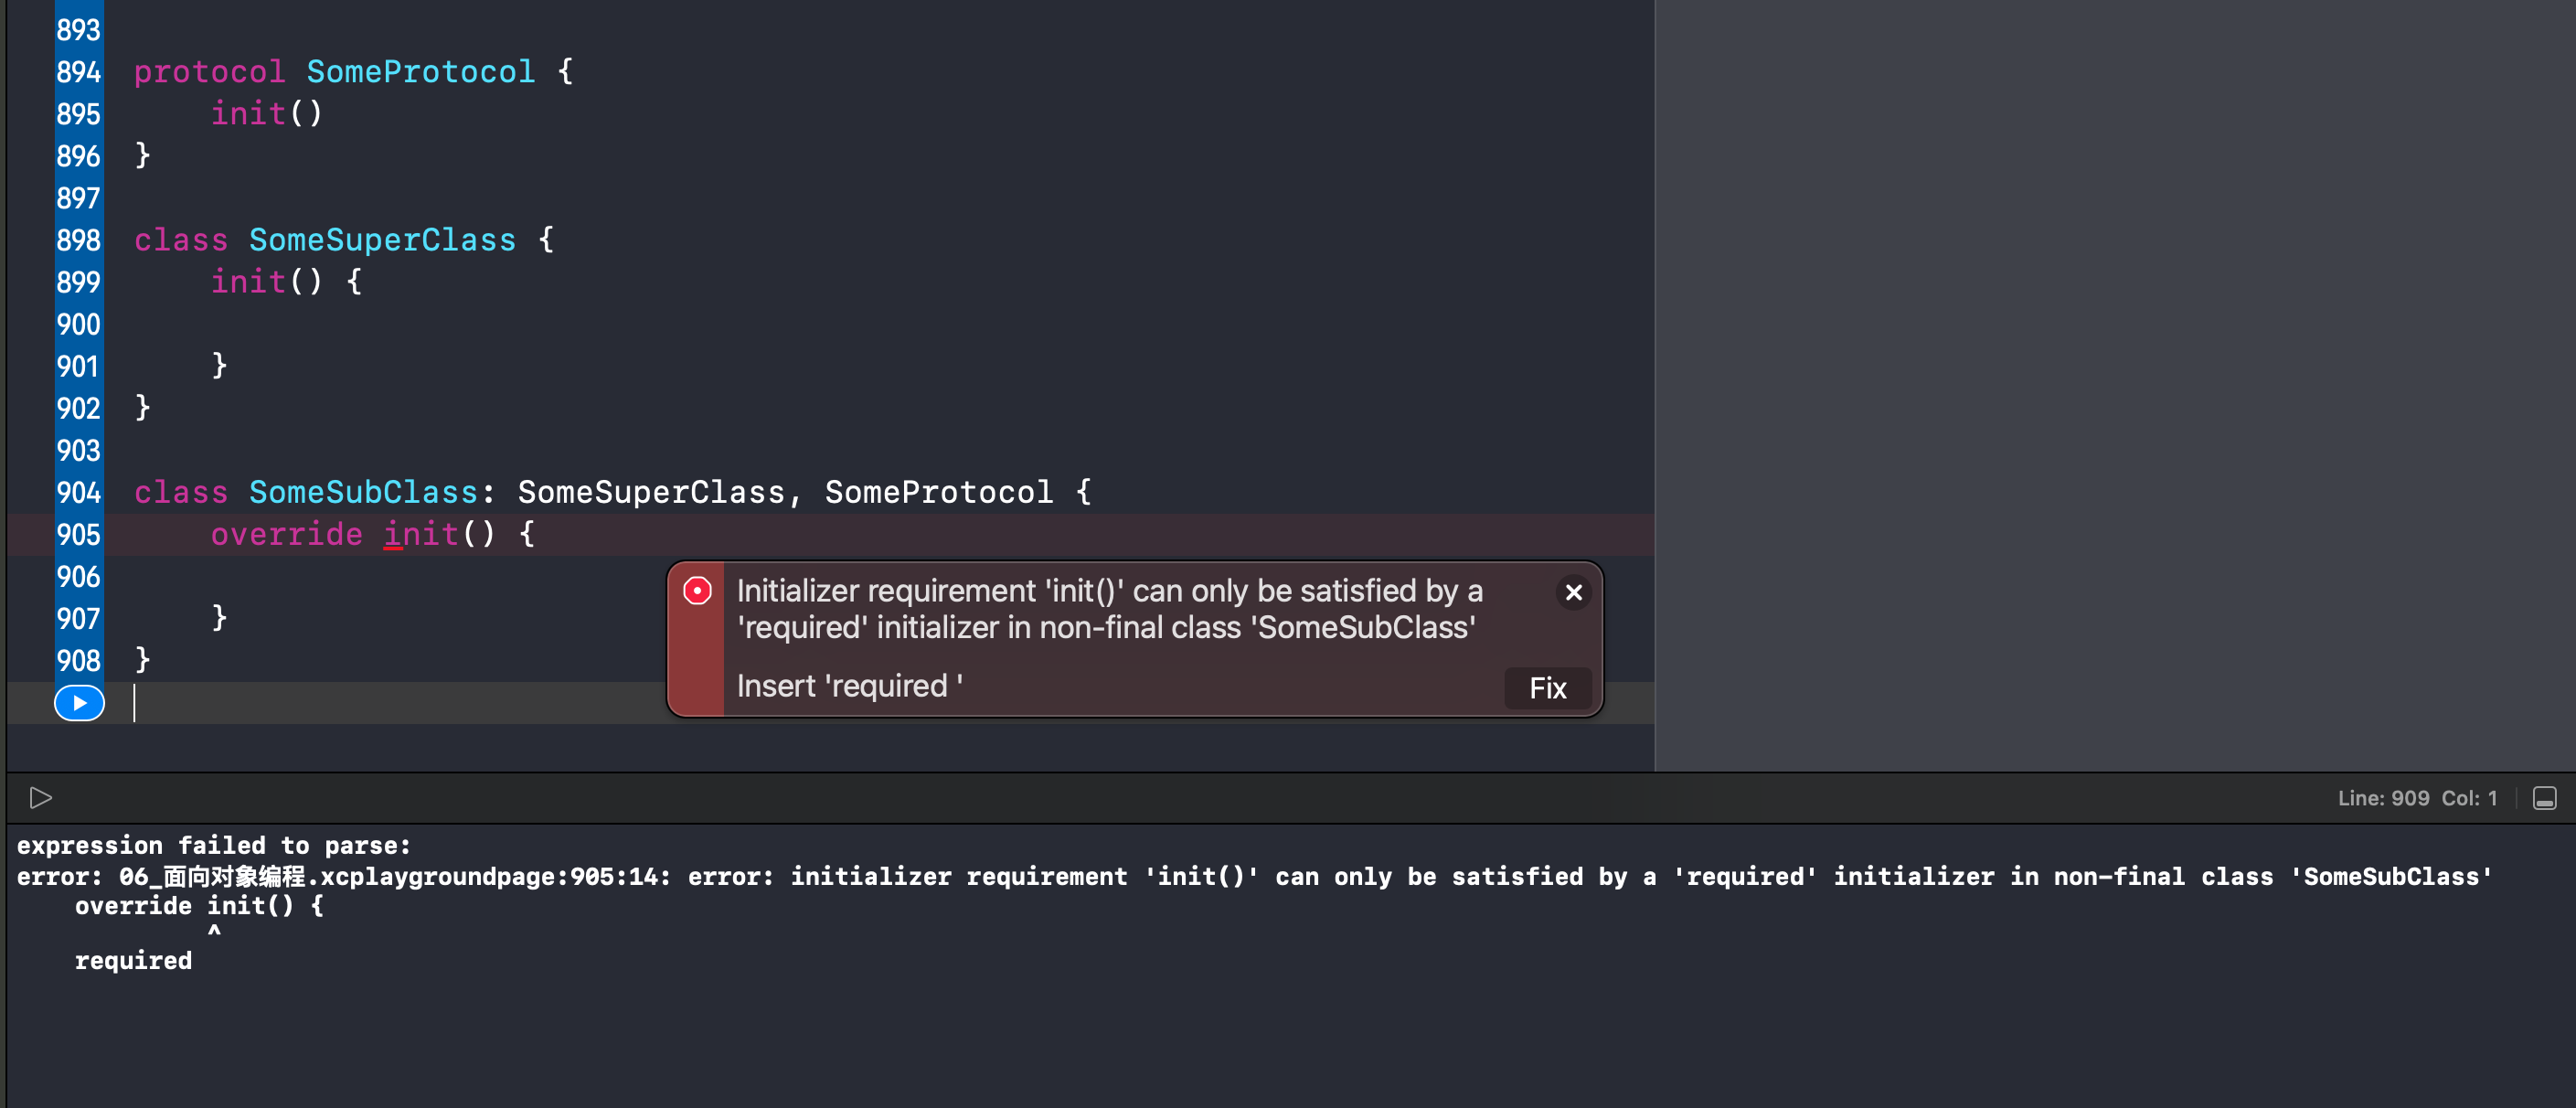 893
894 protocol SomeProtocol {
895     init()
896 }
897
898 class SomeSuperClass {
899     init() {
900
901     }
902 }
903
904 class SomeSubClass: SomeSuperClass, SomeProtocol {
905     override init() {
906
907     }
908 }
Initializer requirement 'init()' can only be satisfied by a
'required' initializer in non-final class 'SomeSubClass'
Insert 'required '
Fix
Line: 909 Col: 1
expression failed to parse:
error: 06_面向对象编程.xcplaygroundpage:905:14: error: initializer requirement 'init()' can only be satisfied by a 'required' initializer in non-final class 'SomeSubClass'
    override init() {
             ^
    required